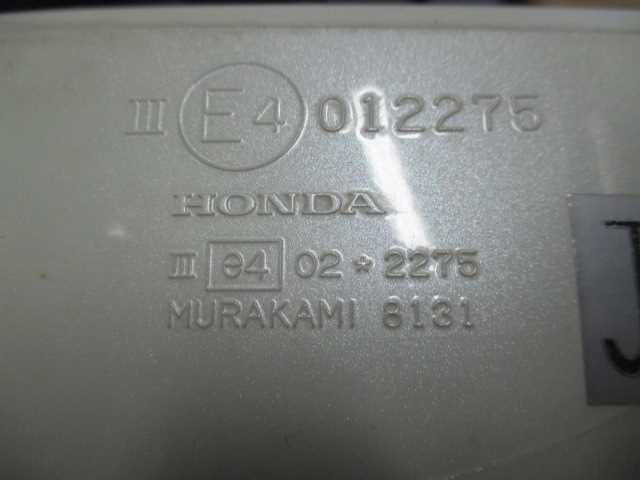 III E4 012275
HONDA
III e4 02 * 2275
MURAKAMI 8131
J